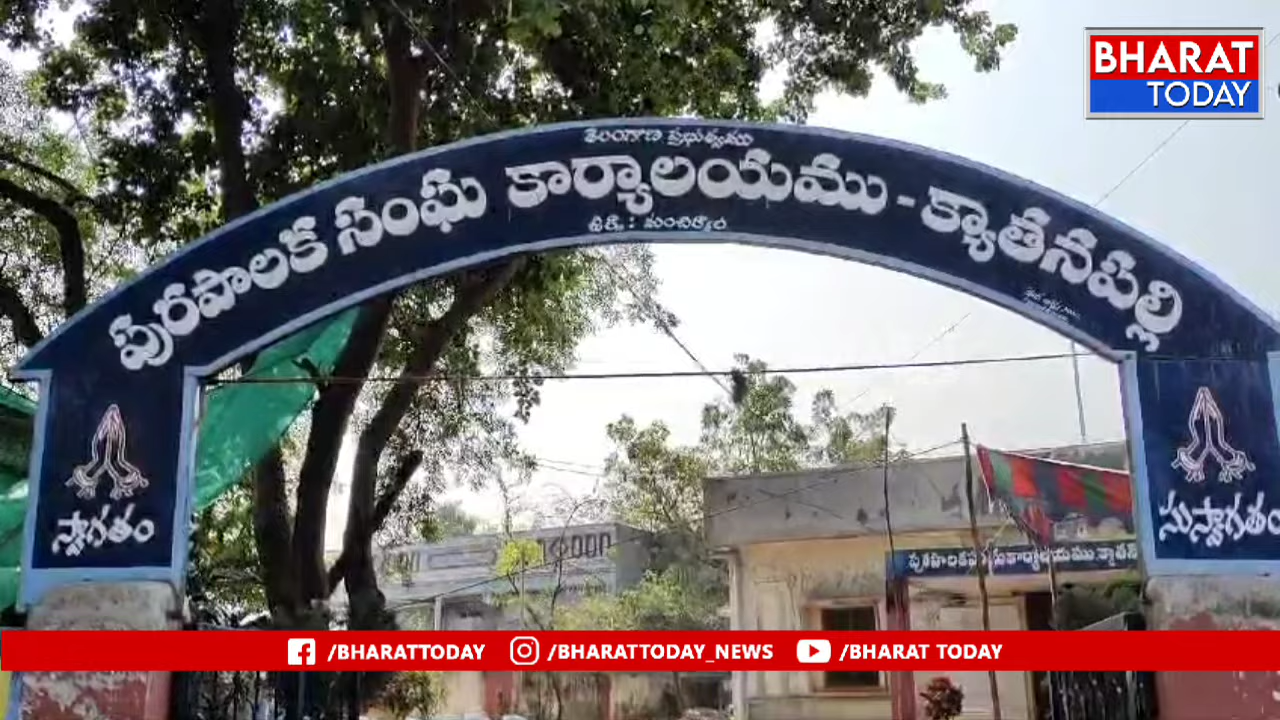 BHARAT
TODAY
తెలంగాణ ప్రభుత్వము
పురపాలక సంఘ కార్యాలయము - క్యాతనపల్లి
జిల్లా : మంచిర్యాల
స్వాగతం
సుస్వాగతం
/BHARATTODAY
/BHARATTODAY_NEWS
/BHARAT TODAY